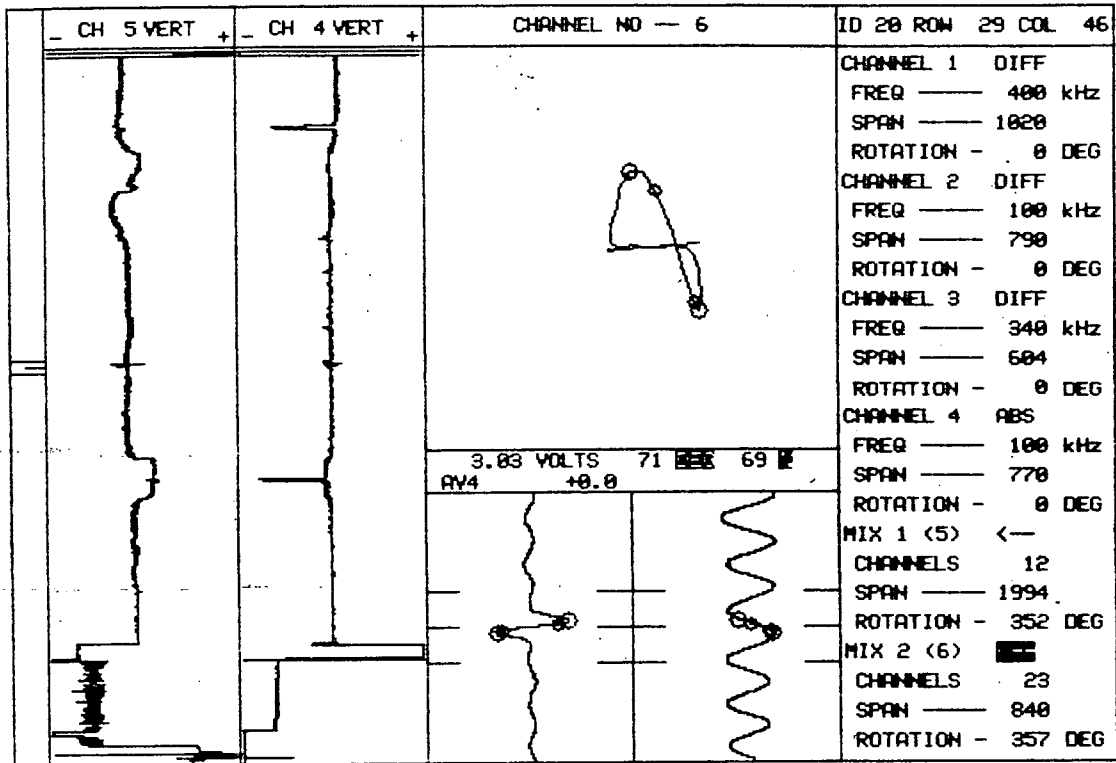 _ CH 5 VERT +
_ CH 4 VERT +
CHANNEL NO -- 6
3.03 VOLTS 71 69
AV4 +0.0
ID 20 ROW 29 COL 46
CHANNEL 1 DIFF
FREQ ---- 400 kHz
SPAN ---- 1020
ROTATION - 0 DEG
CHANNEL 2 DIFF
FREQ ---- 100 kHz
SPAN ---- 790
ROTATION - 0 DEG
CHANNEL 3 DIFF
FREQ ---- 340 kHz
SPAN ---- 604
ROTATION - 0 DEG
CHANNEL 4 ABS
FREQ ---- 100 kHz
SPAN ---- 770
ROTATION - 0 DEG
MIX 1 (5) <--
CHANNELS 12
SPAN ---- 1994
ROTATION - 352 DEG
MIX 2 (6)
CHANNELS 23
SPAN ---- 840
ROTATION - 357 DEG